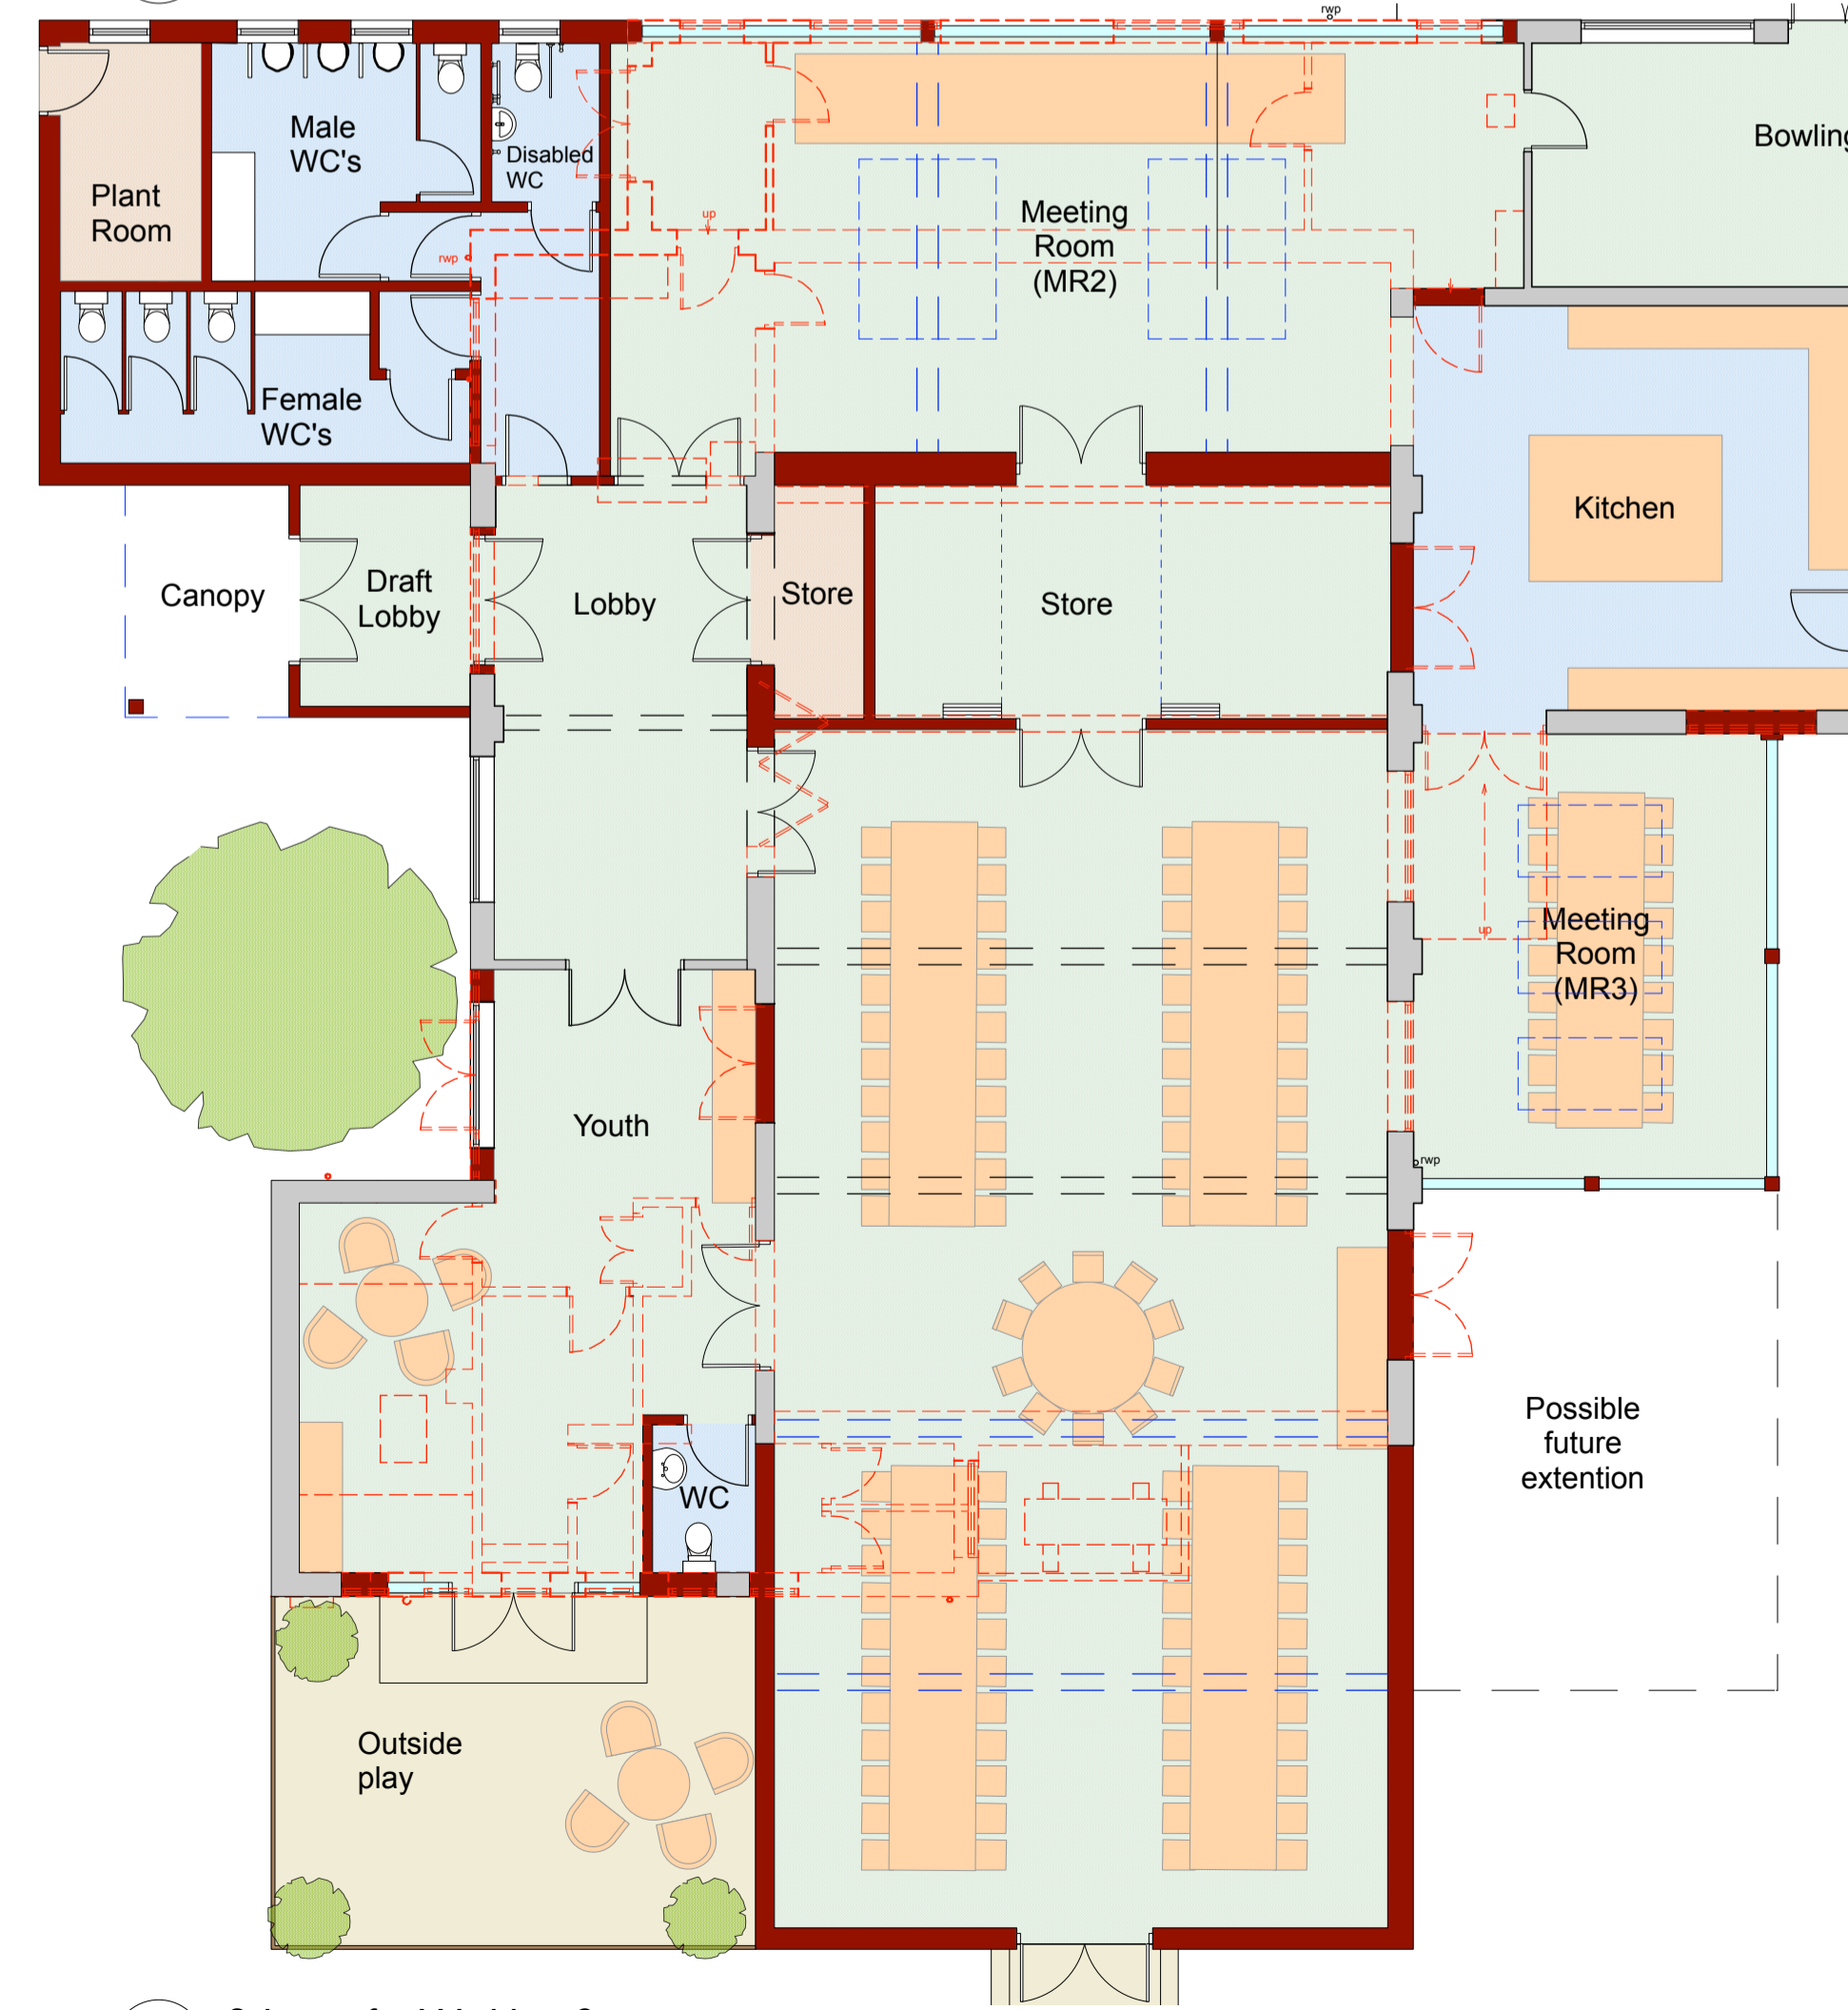 rwp
Bowling
Male
WC's
Disabled
WC
Plant
Room
up
Meeting
Room
(MR2)
rwp
Female
WC's
Kitchen
Canopy
Draft
Lobby
Lobby
Store
Store
Meeting
Room
(MR3)
up
Youth
rwp
Possible
future
extention
WC
Outside
play